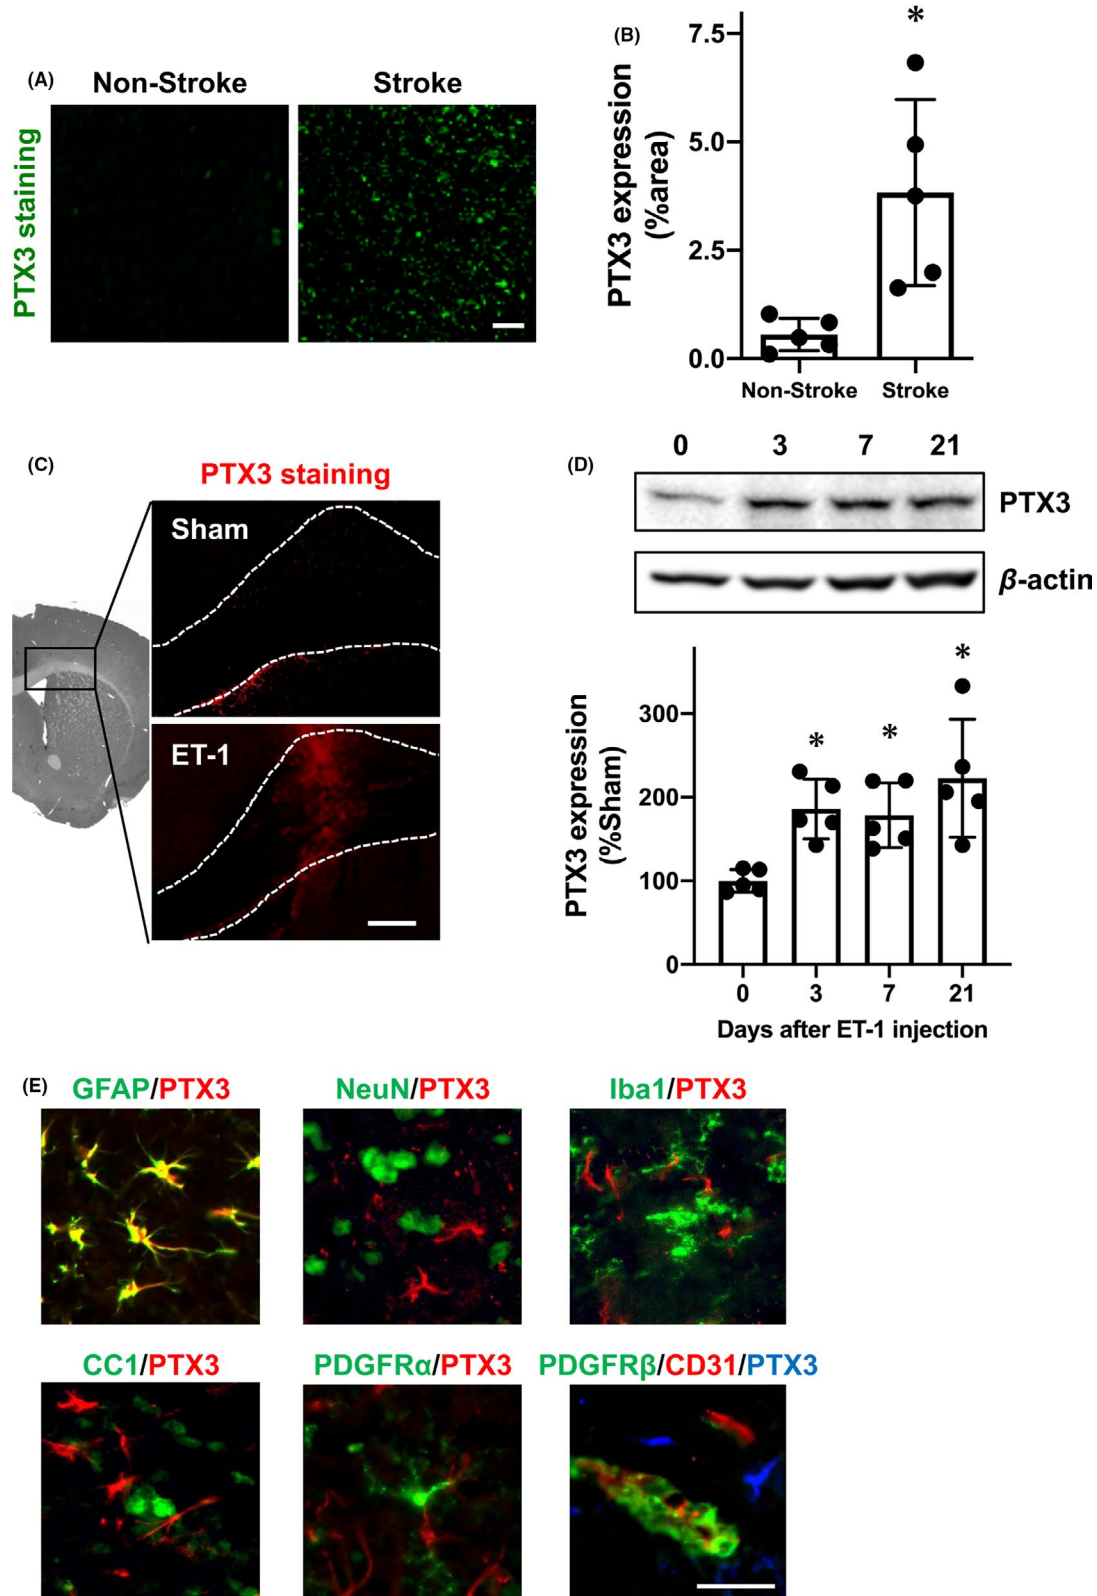 (A)
Non-Stroke
Stroke
PTX3 staining
(B)
*
PTX3 expression
(%area)
7.5
5.0
2.5
0.0
Non-Stroke
Stroke
(C)
PTX3 staining
Sham
ET-1
(D)
0 3 7 21
PTX3
β-actin
PTX3 expression
(%Sham)
* * *
300
200
100
0
0 3 7 21
Days after ET-1 injection
(E)
GFAP/PTX3
NeuN/PTX3
Iba1/PTX3
CC1/PTX3
PDGFRα/PTX3
PDGFRβ/CD31/PTX3